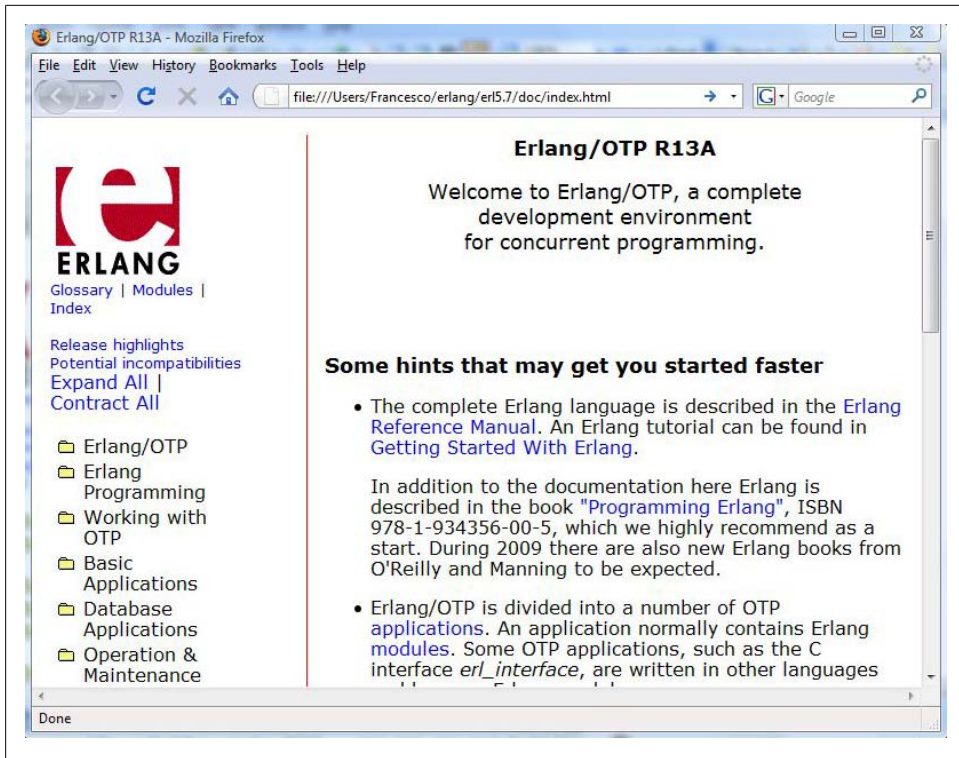 Erlang/OTP R13A - Mozilla Firefox
File Edit View History Bookmarks Tools Help
file:///Users/Francesco/erlang/erl5.7/doc/index.html
G Google
e
ERLANG
Glossary | Modules |
Index
Release highlights
Potential incompatibilities
Expand All |
Contract All
Erlang/OTP
Erlang
Programming
Working with
OTP
Basic
Applications
Database
Applications
Operation &
Maintenance
Erlang/OTP R13A
Welcome to Erlang/OTP, a complete
development environment
for concurrent programming.
Some hints that may get you started faster
• The complete Erlang language is described in the Erlang
Reference Manual. An Erlang tutorial can be found in
Getting Started With Erlang.
In addition to the documentation here Erlang is
described in the book "Programming Erlang", ISBN
978-1-934356-00-5, which we highly recommend as a
start. During 2009 there are also new Erlang books from
O'Reilly and Manning to be expected.
• Erlang/OTP is divided into a number of OTP
applications. An application normally contains Erlang
modules. Some OTP applications, such as the C
interface erl_interface, are written in other languages
Done